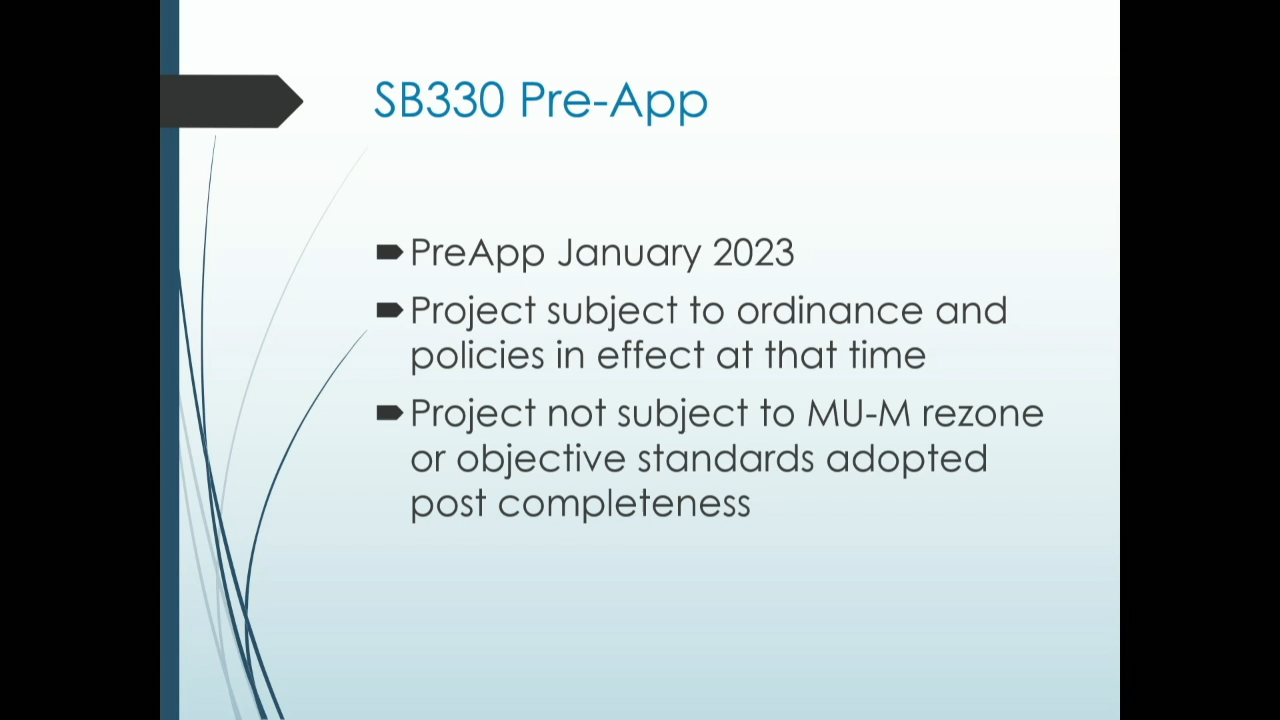 SB330 Pre-App
PreApp January 2023
Project subject to ordinance and
policies in effect at that time
Project not subject to MU-M rezone
or objective standards adopted
post completeness